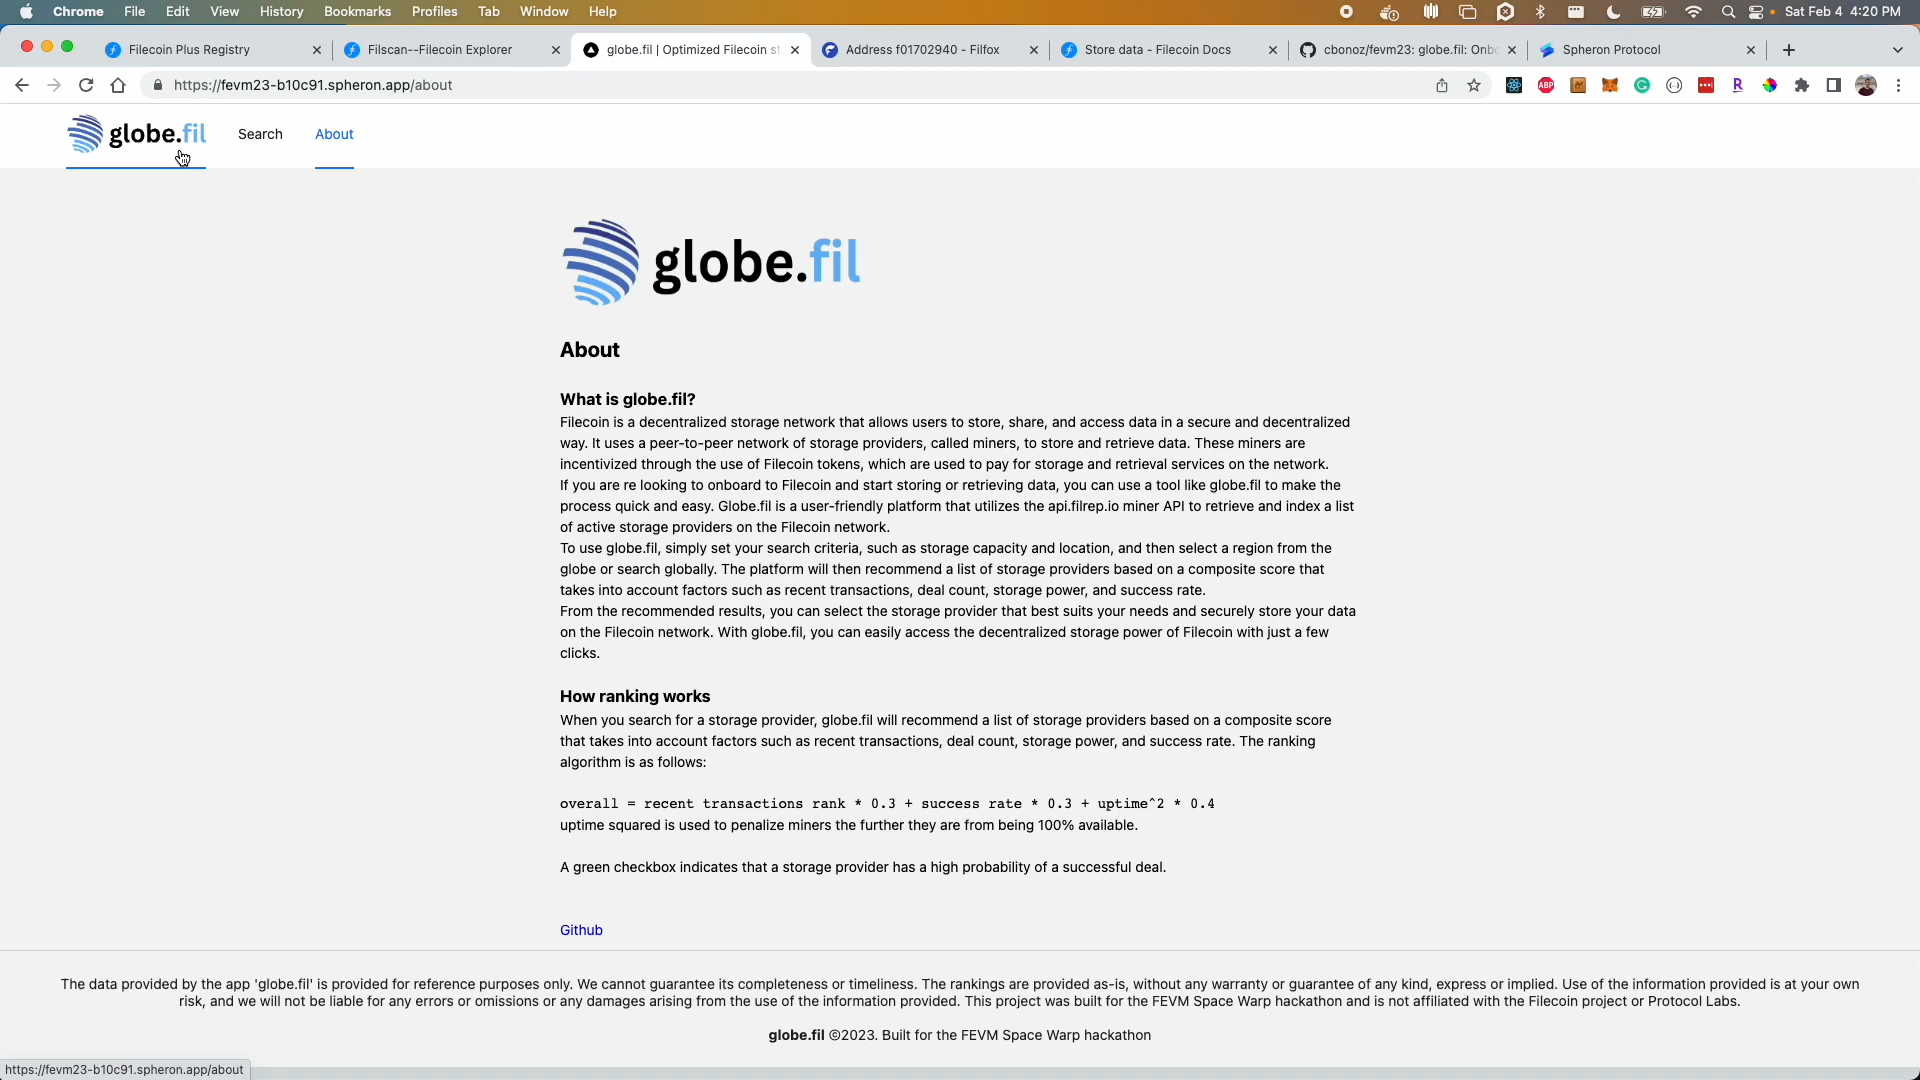 Chrome File Edit View History Bookmarks Profiles Tab Window Help Sat Feb 4 4:20 PM
Filecoin Plus Registry Filscan--Filecoin Explorer globe.fil | Optimized Filecoin st Address f01702940 - Filfox Store data - Filecoin Docs cbonoz/fevm23: globe.fil: Onbo Spheron Protocol
https://fevm23-b10c91.spheron.app/about
ABP
globe.fil Search About
globe.fil
About
What is globe.fil?
Filecoin is a decentralized storage network that allows users to store, share, and access data in a secure and decentralized
way. It uses a peer-to-peer network of storage providers, called miners, to store and retrieve data. These miners are
incentivized through the use of Filecoin tokens, which are used to pay for storage and retrieval services on the network.
If you are re looking to onboard to Filecoin and start storing or retrieving data, you can use a tool like globe.fil to make the
process quick and easy. Globe.fil is a user-friendly platform that utilizes the api.filrep.io miner API to retrieve and index a list
of active storage providers on the Filecoin network.
To use globe.fil, simply set your search criteria, such as storage capacity and location, and then select a region from the
globe or search globally. The platform will then recommend a list of storage providers based on a composite score that
takes into account factors such as recent transactions, deal count, storage power, and success rate.
From the recommended results, you can select the storage provider that best suits your needs and securely store your data
on the Filecoin network. With globe.fil, you can easily access the decentralized storage power of Filecoin with just a few
clicks.
How ranking works
When you search for a storage provider, globe.fil will recommend a list of storage providers based on a composite score
that takes into account factors such as recent transactions, deal count, storage power, and success rate. The ranking
algorithm is as follows:
overall = recent transactions rank * 0.3 + success rate * 0.3 + uptime^2 * 0.4
uptime squared is used to penalize miners the further they are from being 100% available.
A green checkbox indicates that a storage provider has a high probability of a successful deal.
Github
The data provided by the app 'globe.fil' is provided for reference purposes only. We cannot guarantee its completeness or timeliness. The rankings are provided as-is, without any warranty or guarantee of any kind, express or implied. Use of the information provided is at your own
risk, and we will not be liable for any errors or omissions or any damages arising from the use of the information provided. This project was built for the FEVM Space Warp hackathon and is not affiliated with the Filecoin project or Protocol Labs.
globe.fil ©2023. Built for the FEVM Space Warp hackathon
https://fevm23-b10c91.spheron.app/about